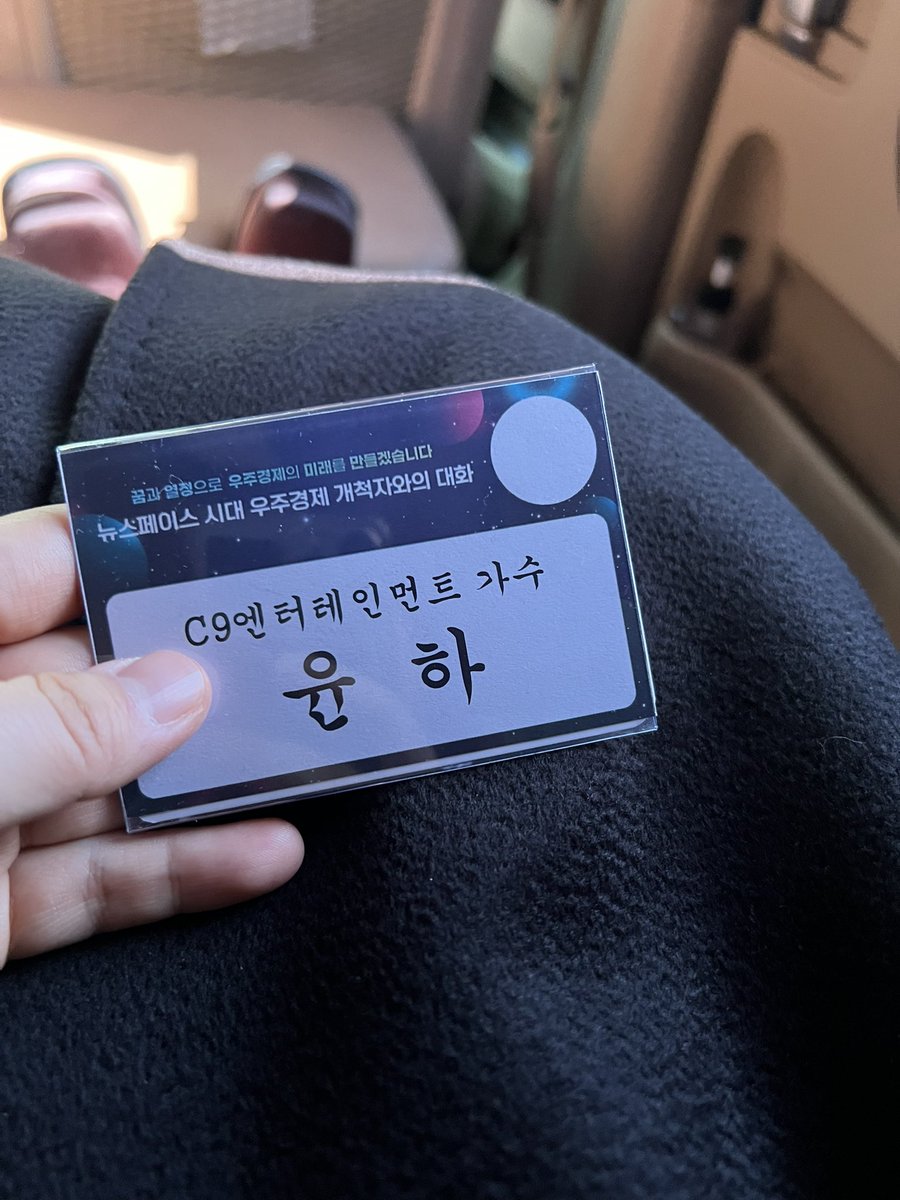 꿈과 열정으로 우주경제의 미래를 만들겠습니다
뉴스페이스 시대 우주경제 개척자와의 대화
C9엔터테인먼트 가수
윤 하